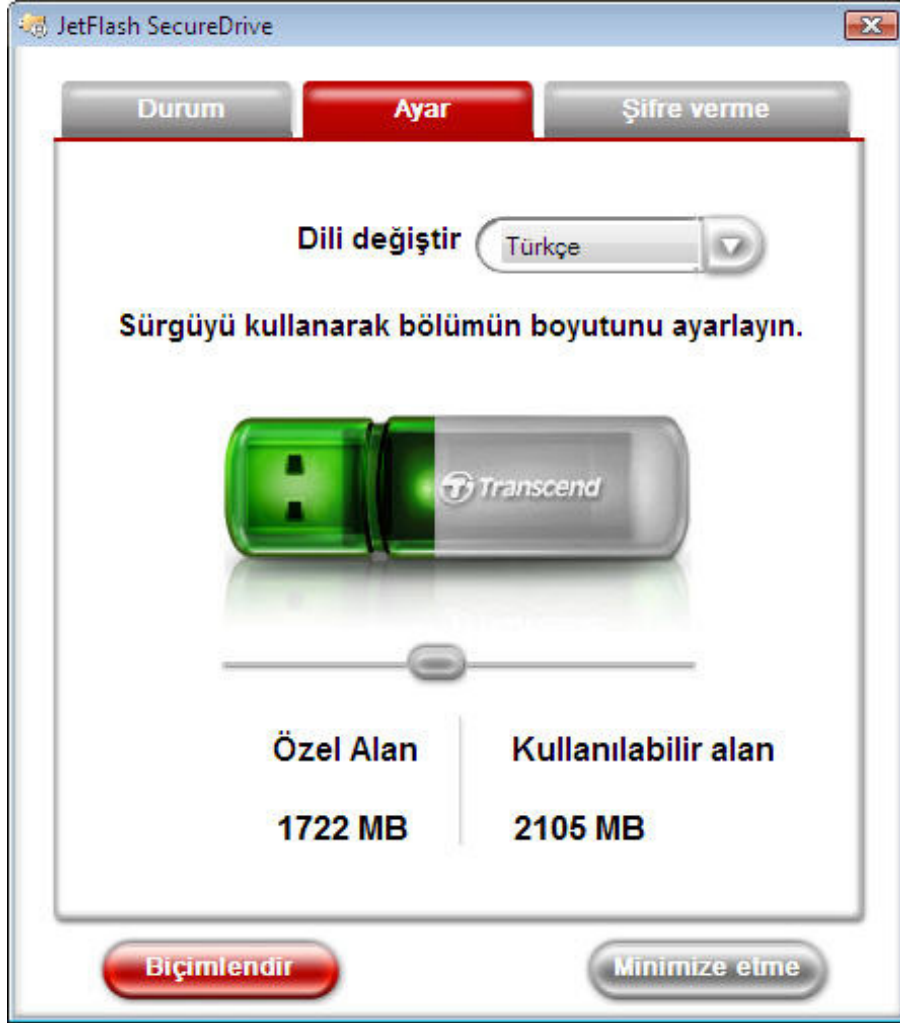 JetFlash SecureDrive
Durum
Ayar
Şifre verme
Dili değiştir
Türkçe
Sürgüyü kullanarak bölümün boyutunu ayarlayın.
Transcend
Özel Alan
Kullanılabilir alan
1722 MB
2105 MB
Biçimlendir
Minimize etme